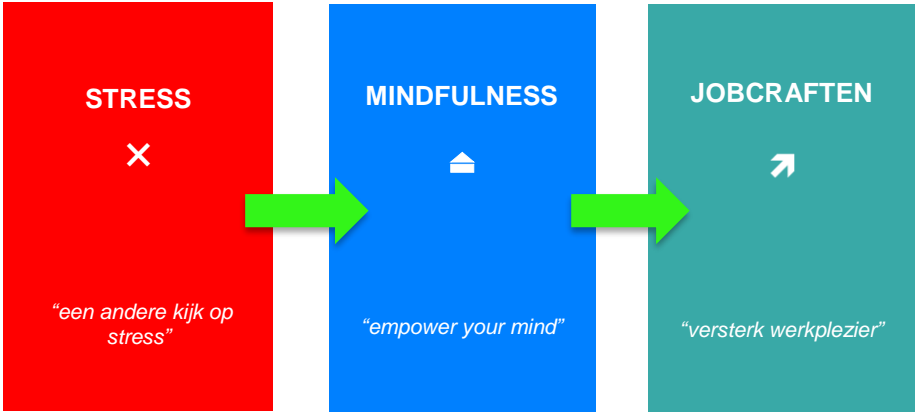 STRESS
“een andere kijk op
stress”
MINDFULNESS
“empower your mind”
JOBCRAFTEN
“versterk werkplezier”